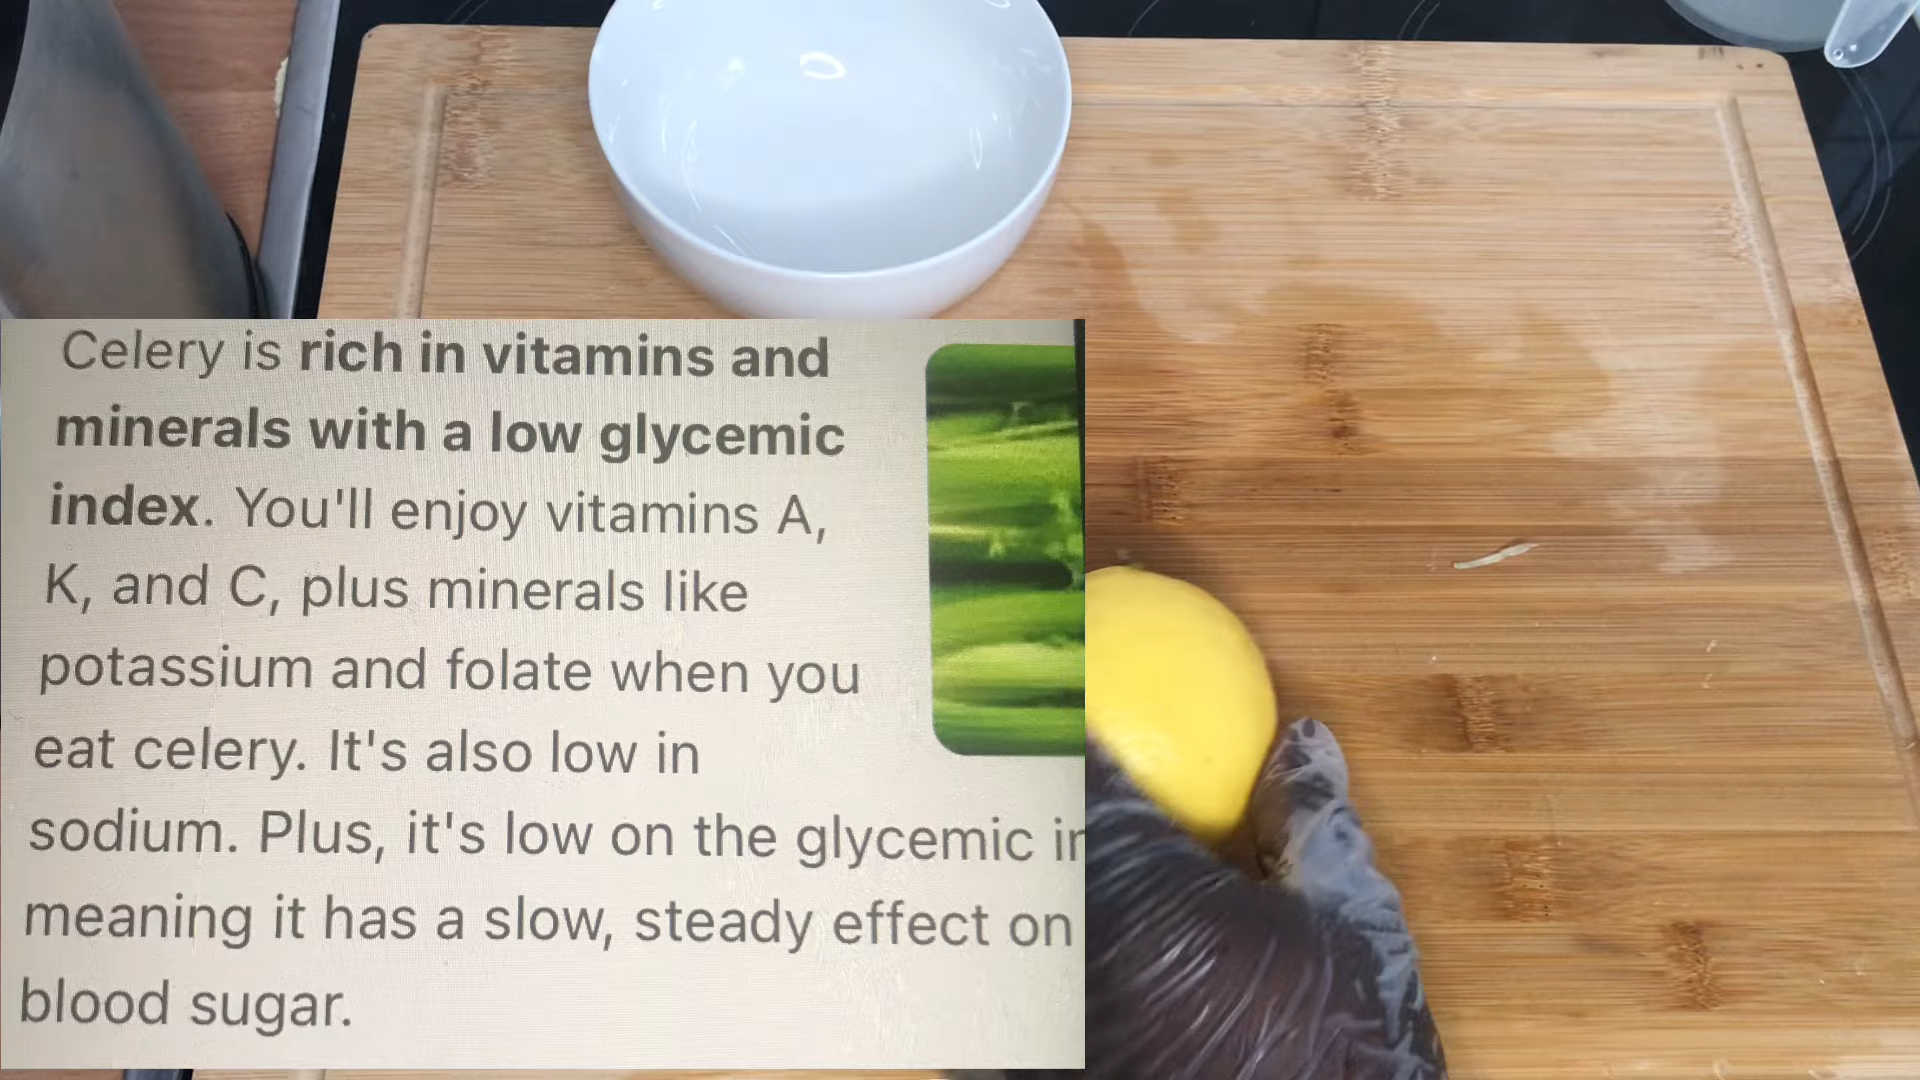 Celery is rich in vitamins and
minerals with a low glycemic
index. You'll enjoy vitamins A,
K, and C, plus minerals like
potassium and folate when you
eat celery. It's also low in
sodium. Plus, it's low on the glycemic
meaning it has a slow, steady effect on
blood sugar.